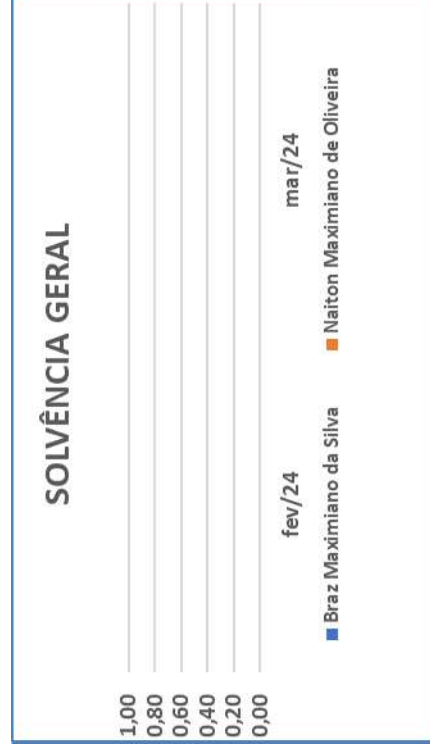 SOLVÊNCIA GERAL
1,00
0,80
0,60
0,40
0,20
0,00
fev/24 mar/24
Braz Maximiano da Silva Naiton Maximiano de Oliveira